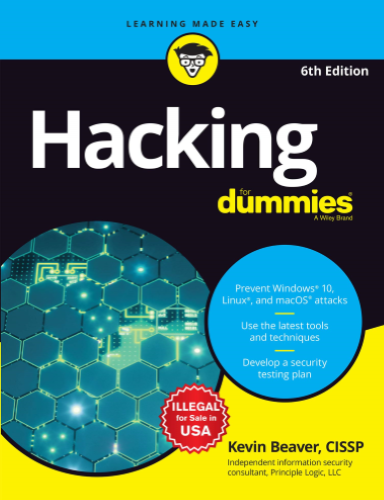 LEARNING MADE EASY
6th Edition
Hacking
for
dummies®
A Wiley Brand
Prevent Windows® 10,
Linux®, and macOS® attacks
Use the latest tools
and techniques
Develop a security
testing plan
ILLEGAL
for Sale in
USA
Kevin Beaver, CISSP
Independent information security
consultant, Principle Logic, LLC